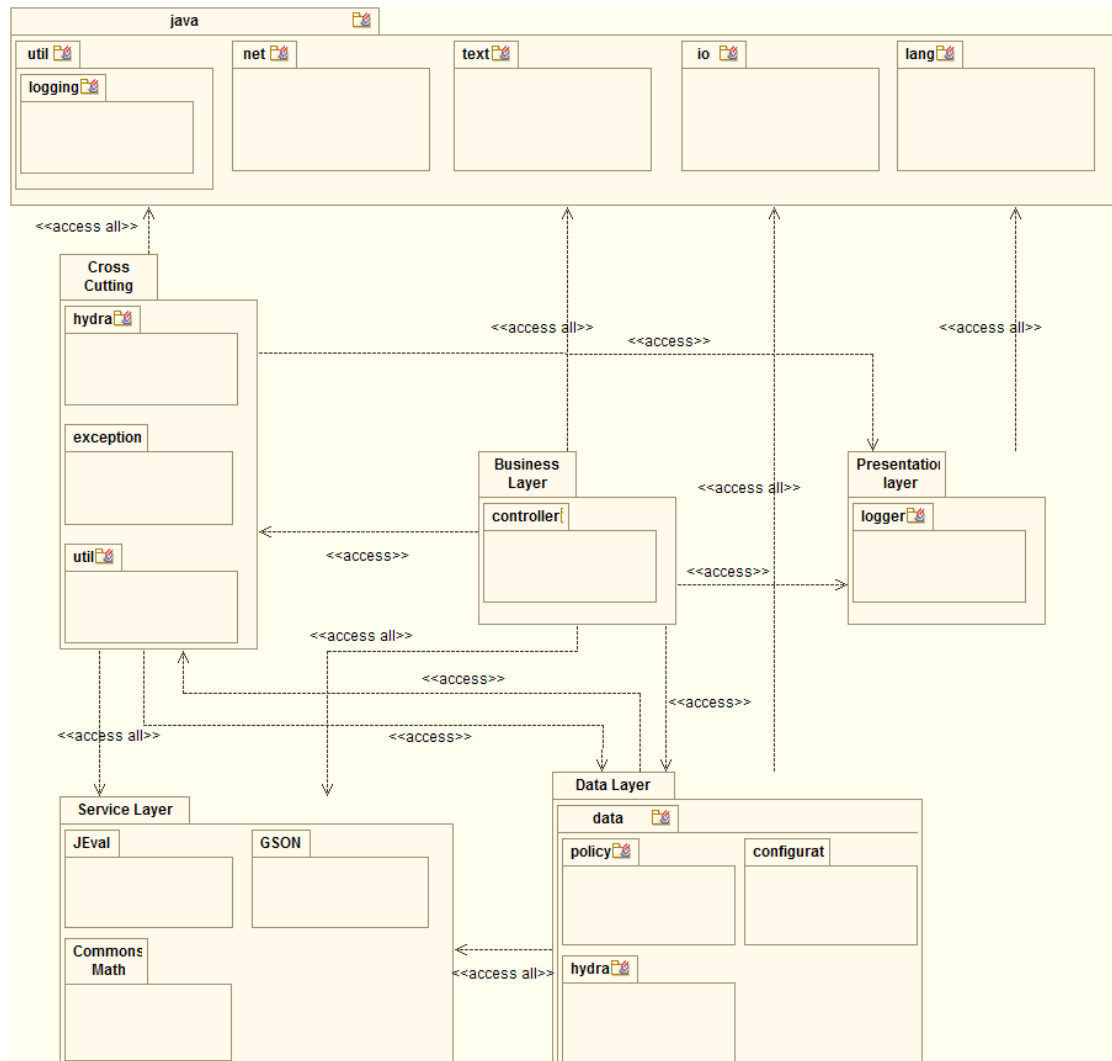 java
util
net
text
io
lang
logging
<<access all>>
Cross
Cutting
hydra
<<access all>>
<<access all>>
<<access>>
exception
Business
Layer
Presentation
layer
<<access all>>
controller
logger
util
<<access>>
<<access>>
<<access all>>
<<access>>
<<access>>
<<access all>>
<<access>>
Data Layer
Service Layer
data
JEval
GSON
policy
configurat
Commons
Math
hydra
<<access all>>